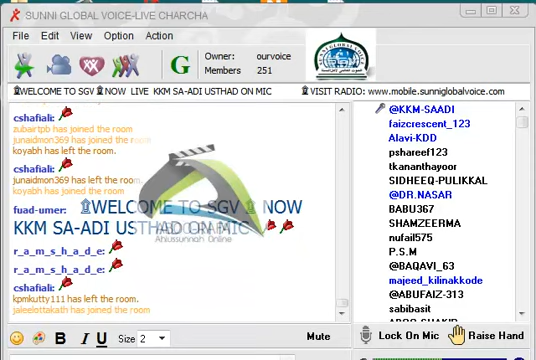 SUNNI GLOBAL VOICE-LIVE CHARCHA
File Edit View Option Action
G
Owner: ourvoice
Members 251
WELCOME TO SGV NOW LIVE KKM SA-ADI USTHAD ON MIC VISIT RADIO: www.mobile.sunniglobalvoice.com
cshafiali:
zubairtpb has joined the room
junaidmon369 has joined the room
koyabh has left the room.
cshafiali:
junaidmon369 has left the room.
koyabh has joined the room
fuad-umer: WELCOME TO SGV NOW
KKM SA-ADI USTHAD ON MIC
Ahlussunnah Online
r_a_m_s_h_a_d_e:
r_a_m_s_h_a_d_e:
cshafiali:
kpmkutty111 has left the room.
jaleelottakath has joined the room
@KKM-SAADI
faizcrescent_123
Alavi-KDD
pshareef123
tkananthayoor
SIDHEEQ-PULIKKAL
@DR.NASAR
BABU367
SHAMZEERMA
nufail575
P.S.M
@BAQAVI_63
majeed_kilinakkode
@ABUFAIZ-313
sabibasit
B I U Size 2 Mute
Lock On Mic Raise Hand